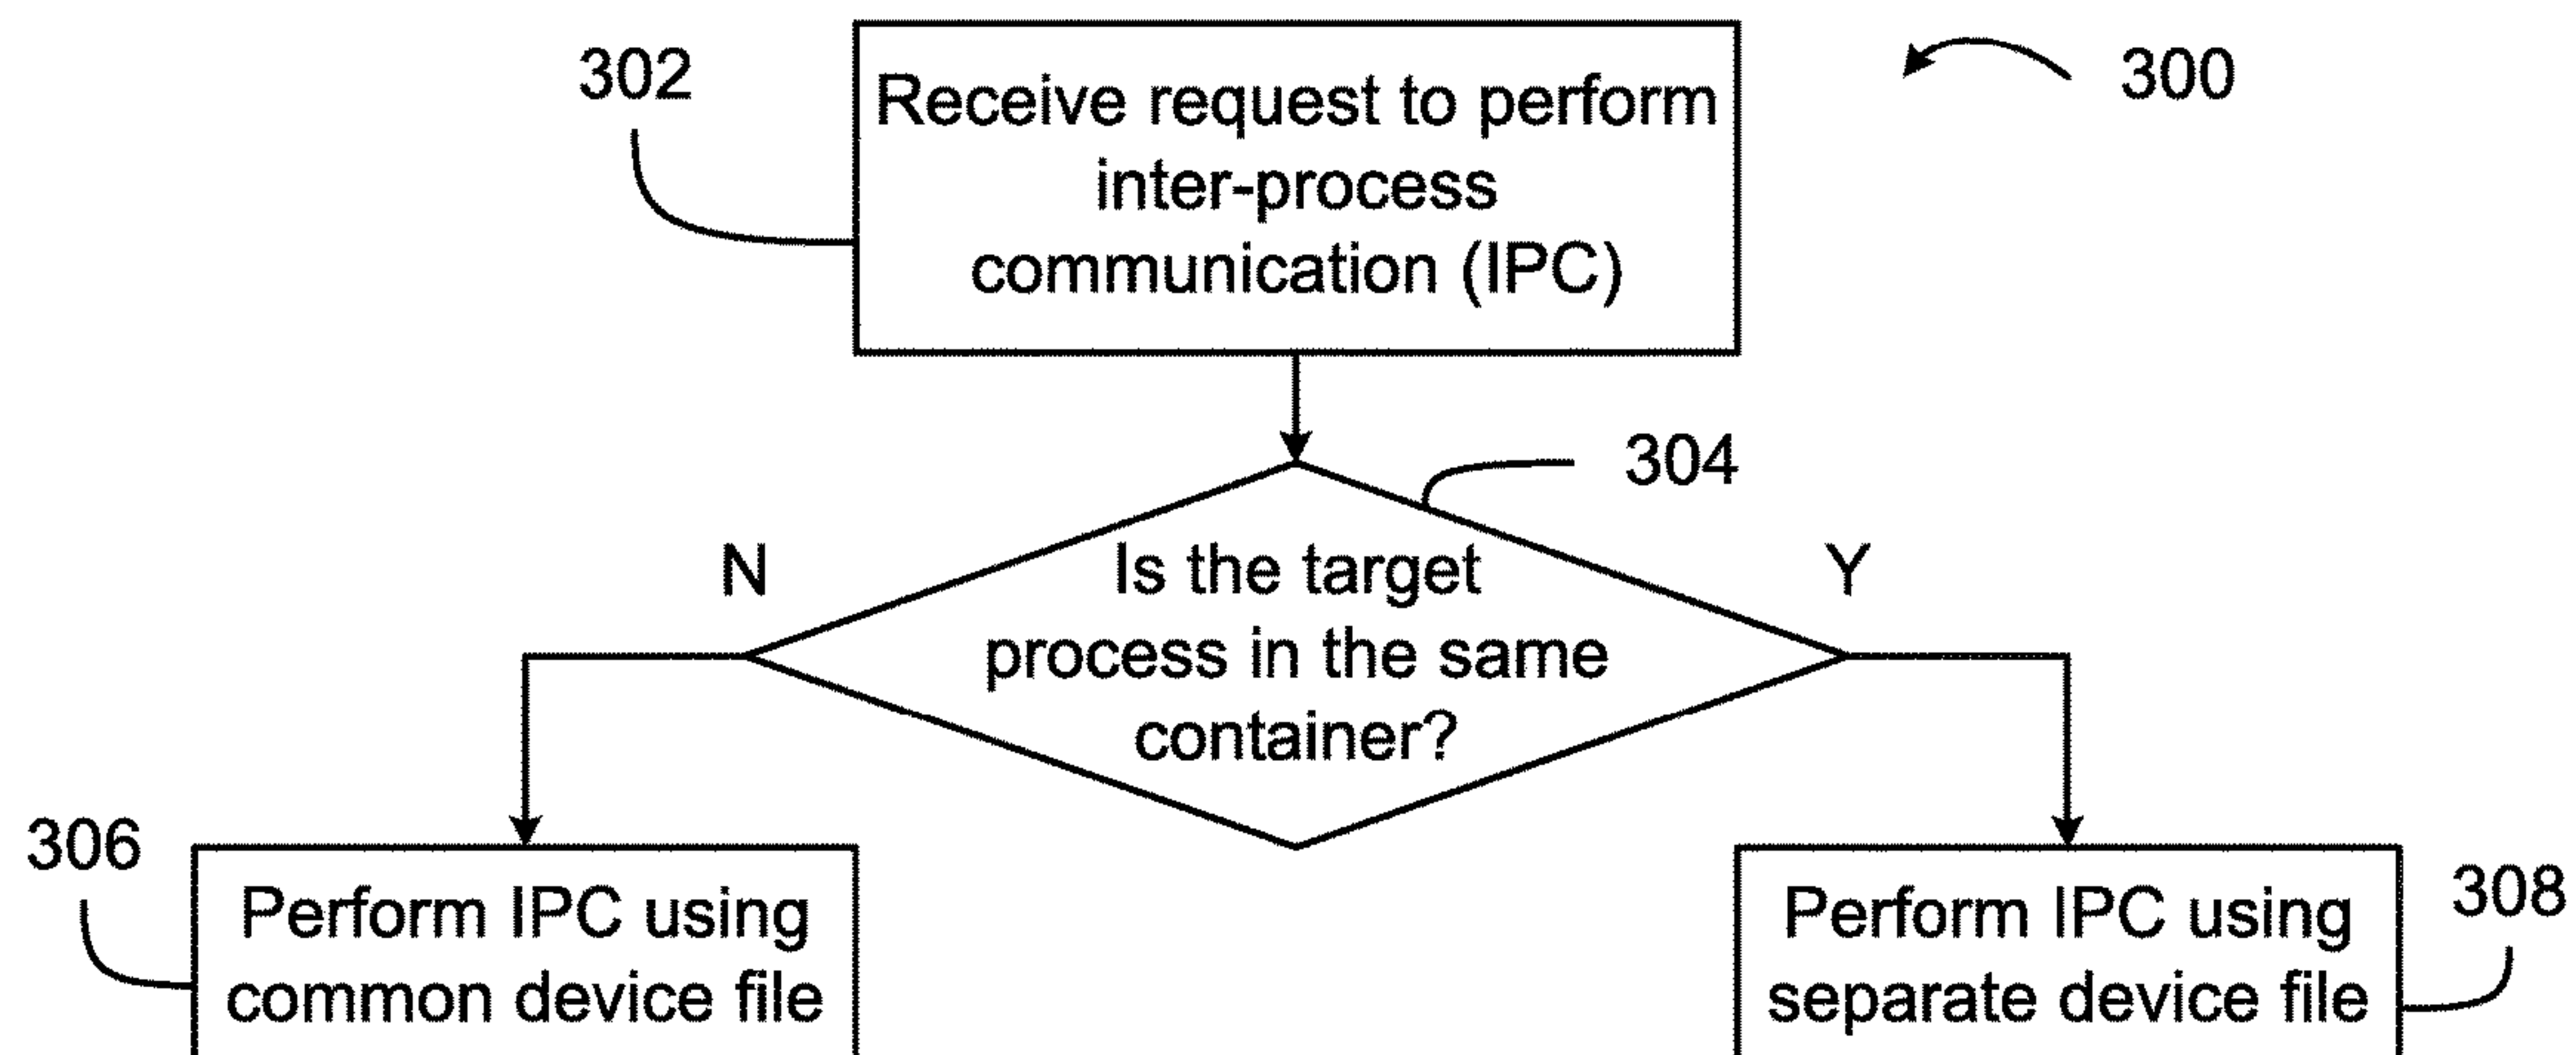 302
Receive request to perform
inter-process
communication (IPC)
300
304
N
Is the target
process in the same
container?
Y
306
Perform IPC using
common device file
Perform IPC using
separate device file
308